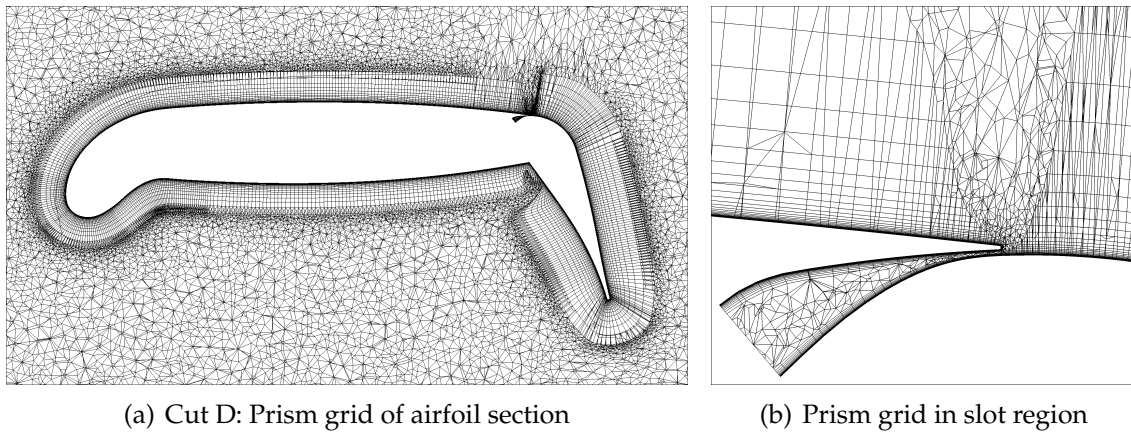 (a) Cut D: Prism grid of airfoil section
(b) Prism grid in slot region